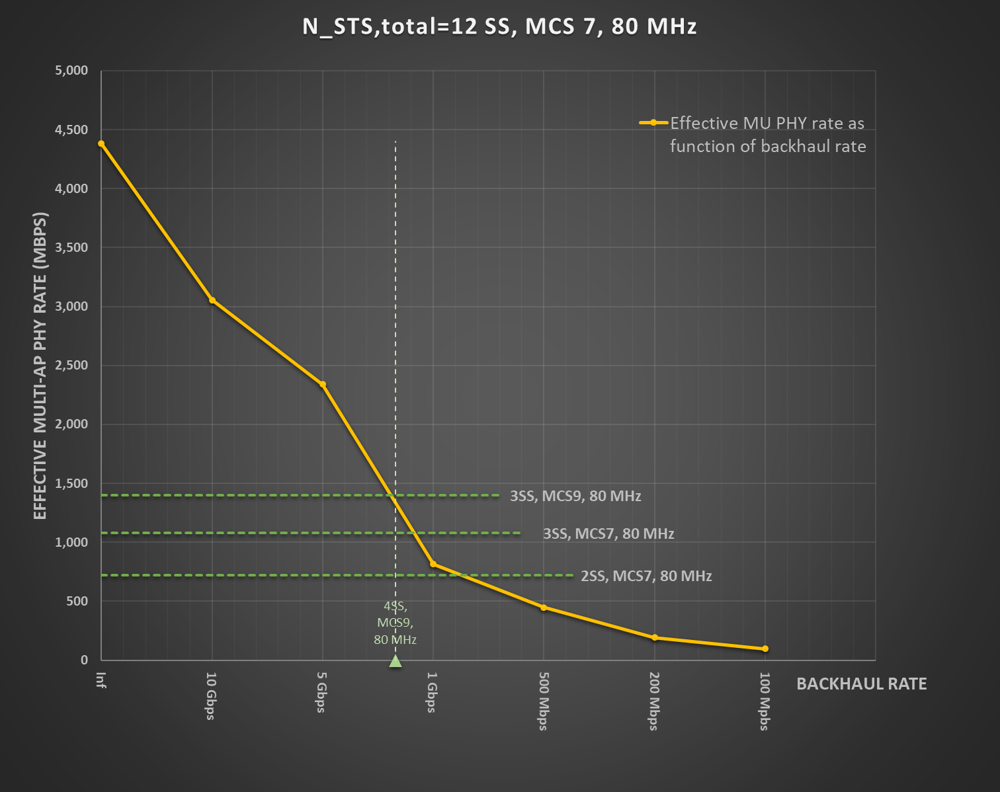 N_STS,total=12 SS, MCS 7, 80 MHz
5,000
4,500
4,000
3,500
3,000
2,500
2,000
1,500
1,000
500
0
EFFECTIVE MULTI-AP PHY RATE (MBPS)
Effective MU PHY rate as
function of backhaul rate
3SS, MCS9, 80 MHz
3SS, MCS7, 80 MHz
2SS, MCS7, 80 MHz
4SS,
MCS9,
80 MHz
Inf
10 Gbps
5 Gbps
1 Gbps
500 Mbps
200 Mbps
100 Mpbs
BACKHAUL RATE